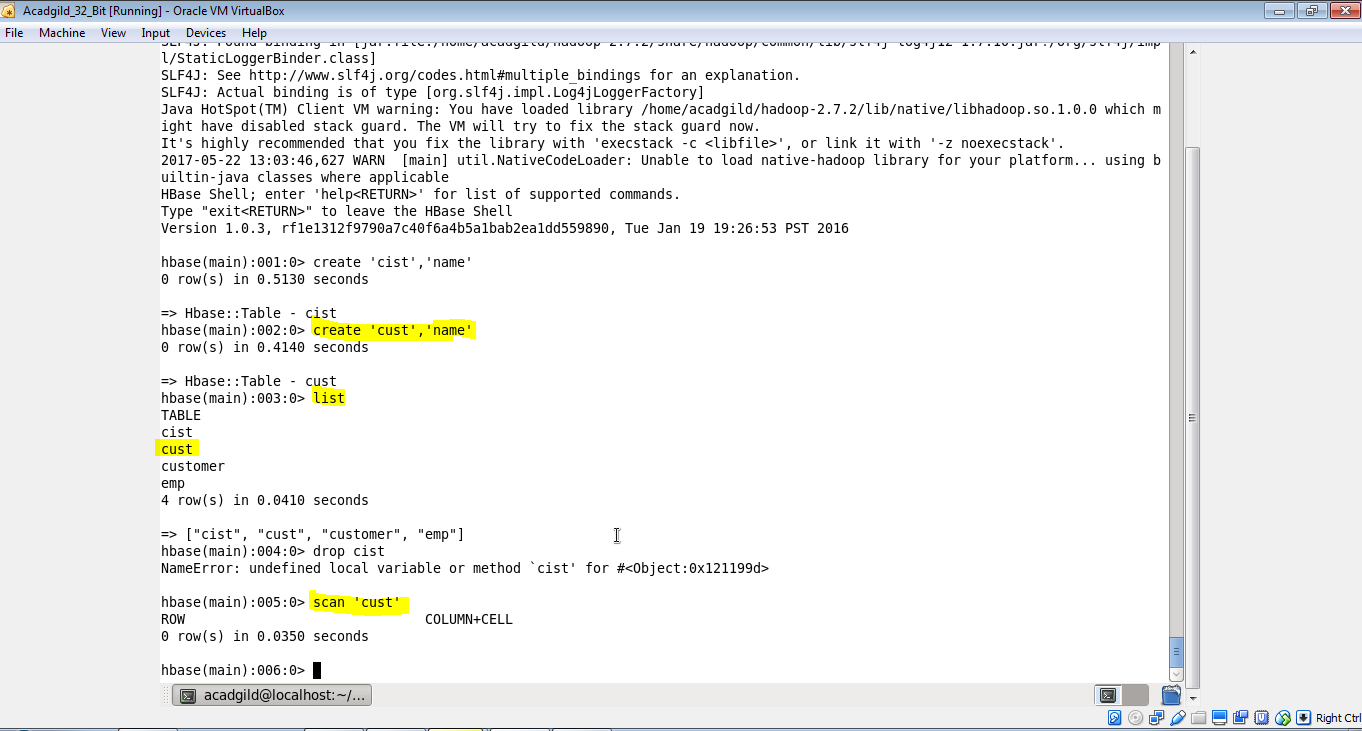 Acadgild_32_Bit [Running] - Oracle VM VirtualBox
File Machine View Input Devices Help
SLF4J: Found binding in [jar:file:/home/acadgild/hadoop-2.7.2/share/hadoop/common/lib/slf4j-log4j12-1.7.10.jar!/org/slf4j/imp
l/StaticLoggerBinder.class]
SLF4J: See http://www.slf4j.org/codes.html#multiple_bindings for an explanation.
SLF4J: Actual binding is of type [org.slf4j.impl.Log4jLoggerFactory]
Java HotSpot(TM) Client VM warning: You have loaded library /home/acadgild/hadoop-2.7.2/lib/native/libhadoop.so.1.0.0 which m
ight have disabled stack guard. The VM will try to fix the stack guard now.
It's highly recommended that you fix the library with 'execstack -c <libfile>', or link it with '-z noexecstack'.
2017-05-22 13:03:46,627 WARN  [main] util.NativeCodeLoader: Unable to load native-hadoop library for your platform... using b
uiltin-java classes where applicable
HBase Shell; enter 'help<RETURN>' for list of supported commands.
Type "exit<RETURN>" to leave the HBase Shell
Version 1.0.3, rf1e1312f9790a7c40f6a4b5a1bab2ea1dd559890, Tue Jan 19 19:26:53 PST 2016
hbase(main):001:0> create 'cist','name'
0 row(s) in 0.5130 seconds
=> Hbase::Table - cist
hbase(main):002:0> create 'cust','name'
0 row(s) in 0.4140 seconds
=> Hbase::Table - cust
hbase(main):003:0> list
TABLE
cist
cust
customer
emp
4 row(s) in 0.0410 seconds
=> ["cist", "cust", "customer", "emp"]
hbase(main):004:0> drop cist
NameError: undefined local variable or method `cist' for #<Object:0x121199d>
hbase(main):005:0> scan 'cust'
ROW                              COLUMN+CELL
0 row(s) in 0.0350 seconds
hbase(main):006:0>
acadgild@localhost:~/...
Right Ctrl